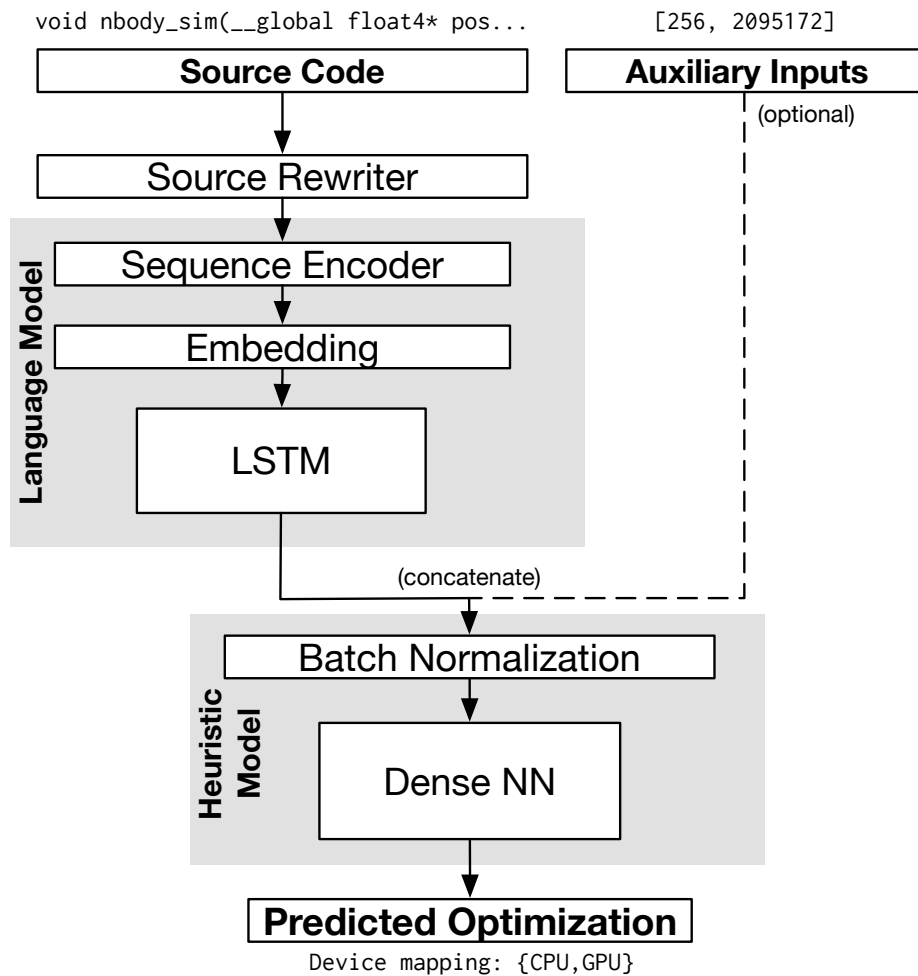 void nbody_sim(__global float4* pos...
[256, 2095172]
Source Code
Auxiliary Inputs
(optional)
Source Rewriter
Language Model
Sequence Encoder
Embedding
LSTM
(concatenate)
Heuristic
Model
Batch Normalization
Dense NN
Predicted Optimization
Device mapping: {CPU,GPU}